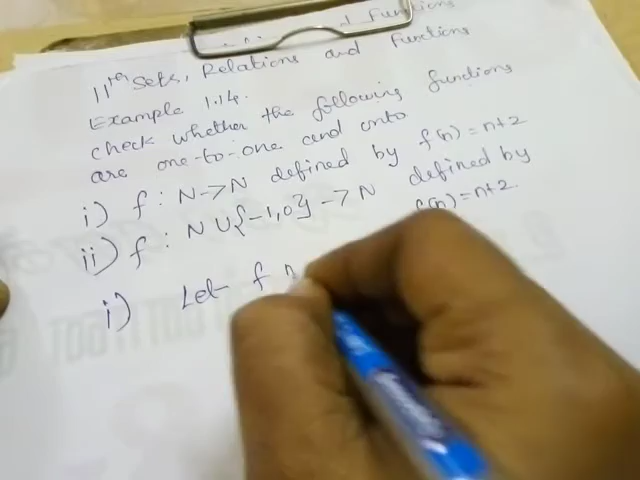 11th Sets, Relations and Functions
Example 1.14.
check whether the following functions
are one-to-one and onto
i) f : N->N defined by f(n)=n+2
ii) f : N U{-1,0} -> N defined by
f(n)=n+2.
i) Let f